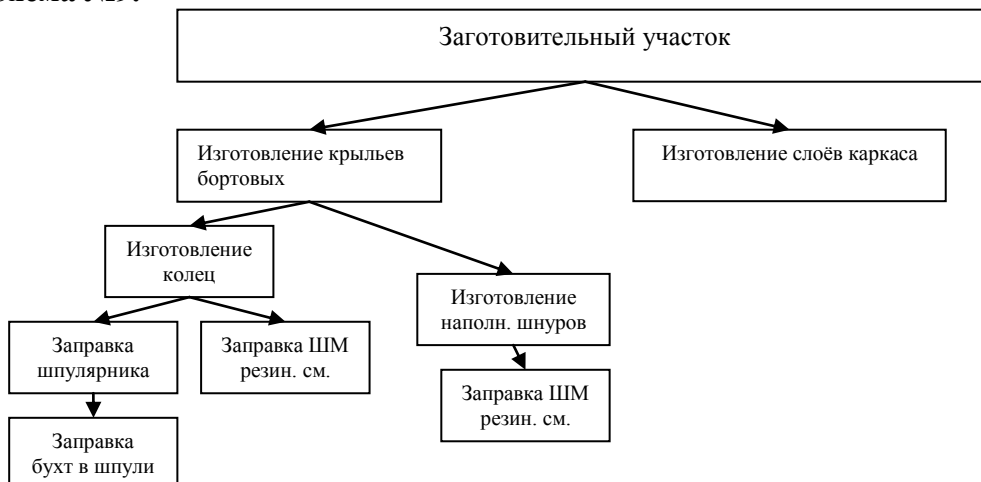 Заготовительный участок
Изготовление крыльев
бортовых
Изготовление слоёв каркаса
Изготовление
колец
Изготовление
наполн. шнуров
Заправка
шпулярника
Заправка ШМ
резин. см.
Заправка ШМ
резин. см.
Заправка
бухт в шпули